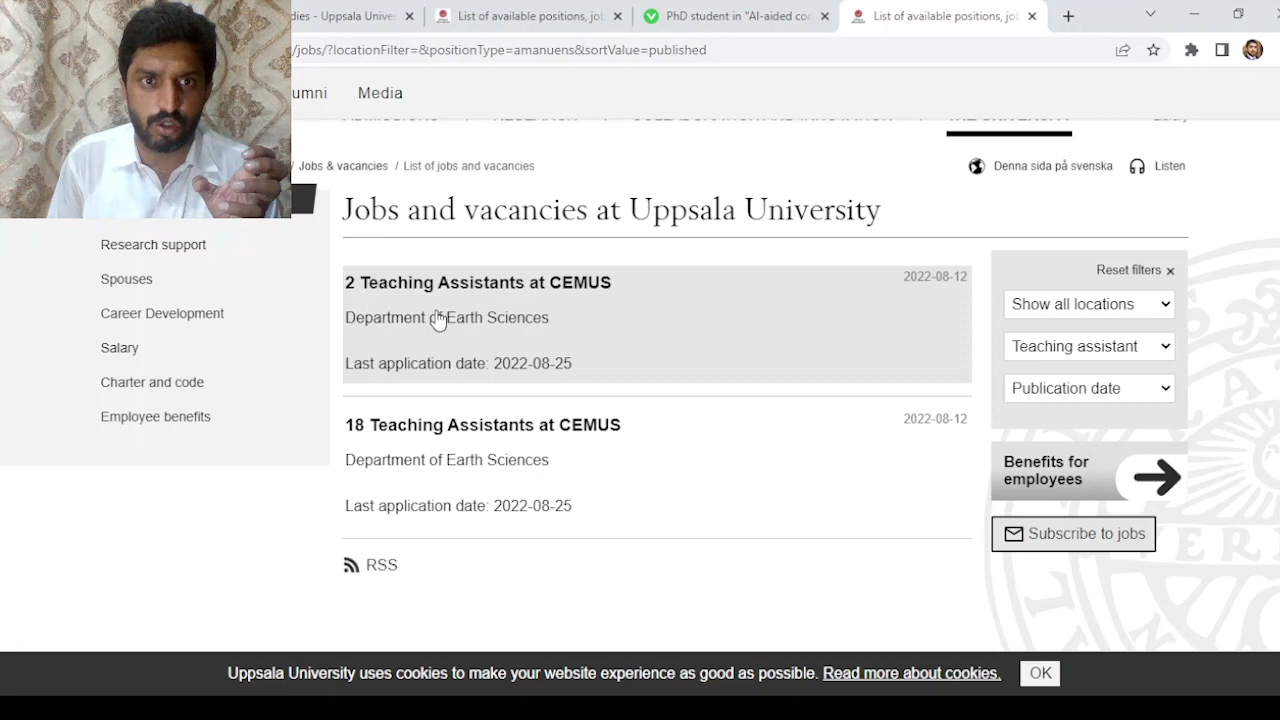 dies - Uppsala Univer
List of available positions, jo
PhD student in "AI-aided co
List of available positions, jo
/jobs/?locationFilter=&positionType=amanuens&sortValue=published
umni
Media
Jobs & vacancies / List of jobs and vacancies
Denna sida på svenska
Listen
Jobs and vacancies at Uppsala University
Research support
Spouses
Career Development
Salary
Charter and code
Employee benefits
2 Teaching Assistants at CEMUS
2022-08-12
Department of Earth Sciences
Last application date: 2022-08-25
18 Teaching Assistants at CEMUS
2022-08-12
Department of Earth Sciences
Last application date: 2022-08-25
RSS
Reset filters ×
Show all locations
Teaching assistant
Publication date
Benefits for
employees
Subscribe to jobs
Uppsala University uses cookies to make your website experience as good as possible. Read more about cookies.
OK